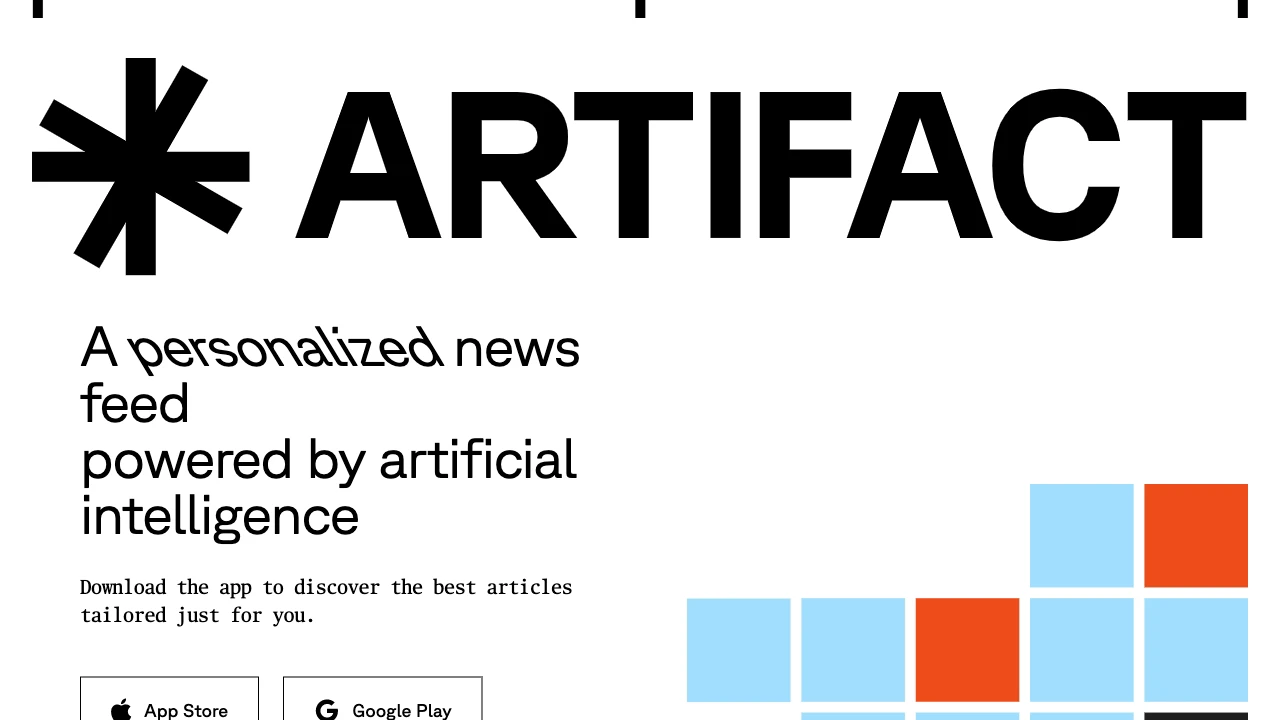 ARTIFACT
A personalized news
feed
powered by artificial
intelligence
Download the app to discover the best articles
tailored just for you.
App Store
Google Play